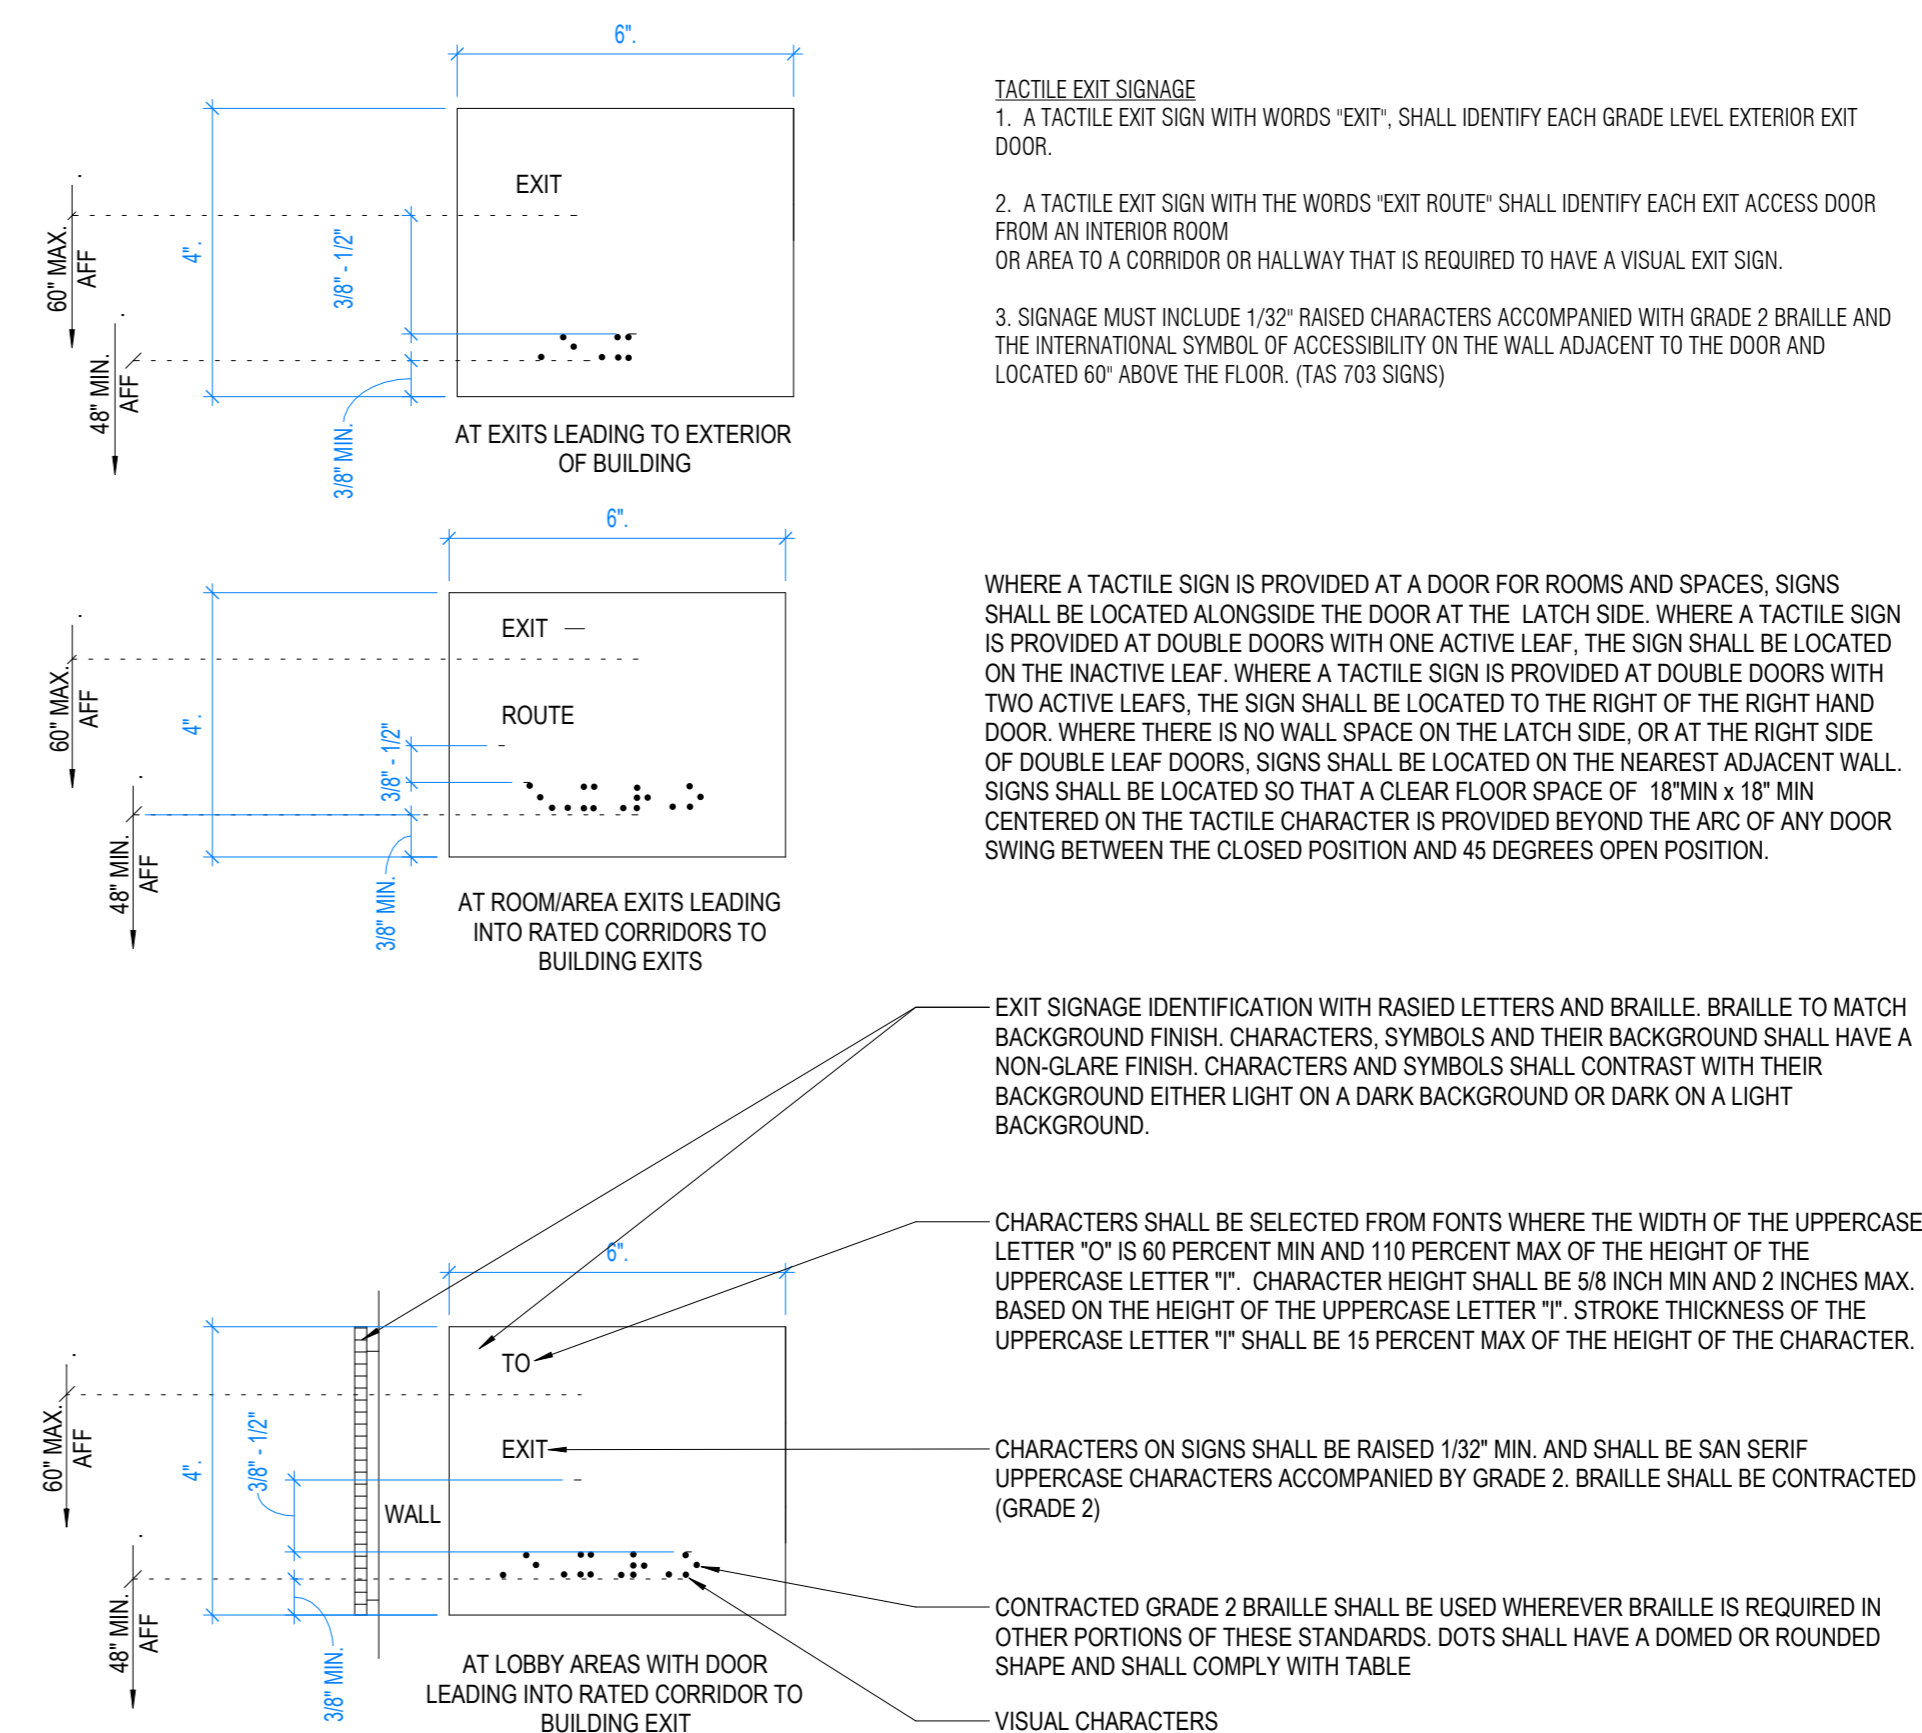 6".
4".
60" MAX.
AFF
48" MIN.
AFF
3/8" - 1/2"
3/8" MIN.
EXIT
AT EXITS LEADING TO EXTERIOR
OF BUILDING
TACTILE EXIT SIGNAGE
1. A TACTILE EXIT SIGN WITH WORDS "EXIT", SHALL IDENTIFY EACH GRADE LEVEL EXTERIOR EXIT
DOOR.
2. A TACTILE EXIT SIGN WITH THE WORDS "EXIT ROUTE" SHALL IDENTIFY EACH EXIT ACCESS DOOR
FROM AN INTERIOR ROOM
OR AREA TO A CORRIDOR OR HALLWAY THAT IS REQUIRED TO HAVE A VISUAL EXIT SIGN.
3. SIGNAGE MUST INCLUDE 1/32" RAISED CHARACTERS ACCOMPANIED WITH GRADE 2 BRAILLE AND
THE INTERNATIONAL SYMBOL OF ACCESSIBILITY ON THE WALL ADJACENT TO THE DOOR AND
LOCATED 60" ABOVE THE FLOOR. (TAS 703 SIGNS)
6".
4".
60" MAX.
AFF
48" MIN.
AFF
3/8" - 1/2"
3/8" MIN.
EXIT
ROUTE
AT ROOM/AREA EXITS LEADING
INTO RATED CORRIDORS TO
BUILDING EXITS
WHERE A TACTILE SIGN IS PROVIDED AT A DOOR FOR ROOMS AND SPACES, SIGNS
SHALL BE LOCATED ALONGSIDE THE DOOR AT THE LATCH SIDE. WHERE A TACTILE SIGN
IS PROVIDED AT DOUBLE DOORS WITH ONE ACTIVE LEAF, THE SIGN SHALL BE LOCATED
ON THE INACTIVE LEAF. WHERE A TACTILE SIGN IS PROVIDED AT DOUBLE DOORS WITH
TWO ACTIVE LEAFS, THE SIGN SHALL BE LOCATED TO THE RIGHT OF THE RIGHT HAND
DOOR. WHERE THERE IS NO WALL SPACE ON THE LATCH SIDE, OR AT THE RIGHT SIDE
OF DOUBLE LEAF DOORS, SIGNS SHALL BE LOCATED ON THE NEAREST ADJACENT WALL.
SIGNS SHALL BE LOCATED SO THAT A CLEAR FLOOR SPACE OF 18"MIN x 18" MIN
CENTERED ON THE TACTILE CHARACTER IS PROVIDED BEYOND THE ARC OF ANY DOOR
SWING BETWEEN THE CLOSED POSITION AND 45 DEGREES OPEN POSITION.
6".
4".
60" MAX.
AFF
48" MIN.
AFF
3/8" - 1/2"
3/8" MIN.
WALL
TO
EXIT
AT LOBBY AREAS WITH DOOR
LEADING INTO RATED CORRIDOR TO
BUILDING EXIT
EXIT SIGNAGE IDENTIFICATION WITH RASIED LETTERS AND BRAILLE. BRAILLE TO MATCH
BACKGROUND FINISH. CHARACTERS, SYMBOLS AND THEIR BACKGROUND SHALL HAVE A
NON-GLARE FINISH. CHARACTERS AND SYMBOLS SHALL CONTRAST WITH THEIR
BACKGROUND EITHER LIGHT ON A DARK BACKGROUND OR DARK ON A LIGHT
BACKGROUND.
CHARACTERS SHALL BE SELECTED FROM FONTS WHERE THE WIDTH OF THE UPPERCASE
LETTER "O" IS 60 PERCENT MIN AND 110 PERCENT MAX OF THE HEIGHT OF THE
UPPERCASE LETTER "I". CHARACTER HEIGHT SHALL BE 5/8 INCH MIN AND 2 INCHES MAX.
BASED ON THE HEIGHT OF THE UPPERCASE LETTER "I". STROKE THICKNESS OF THE
UPPERCASE LETTER "I" SHALL BE 15 PERCENT MAX OF THE HEIGHT OF THE CHARACTER.
CHARACTERS ON SIGNS SHALL BE RAISED 1/32" MIN. AND SHALL BE SAN SERIF
UPPERCASE CHARACTERS ACCOMPANIED BY GRADE 2. BRAILLE SHALL BE CONTRACTED
(GRADE 2)
CONTRACTED GRADE 2 BRAILLE SHALL BE USED WHEREVER BRAILLE IS REQUIRED IN
OTHER PORTIONS OF THESE STANDARDS. DOTS SHALL HAVE A DOMED OR ROUNDED
SHAPE AND SHALL COMPLY WITH TABLE
VISUAL CHARACTERS